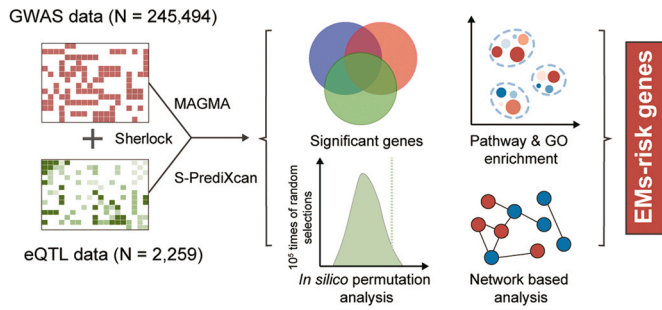 GWAS data (N = 245,494)
MAGMA
Sherlock
S-PrediXcan
eQTL data (N = 2,259)
Significant genes
Pathway & GO
enrichment
10⁵ times of random
selections
In silico permutation
analysis
Network based
analysis
EMs-risk genes